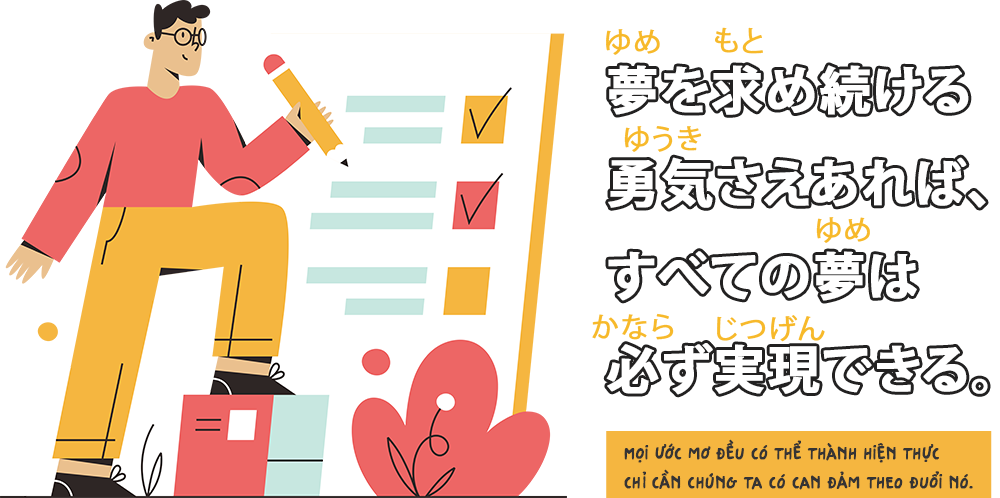 ゆめ もと
夢を求め続ける
ゆうき
勇気さえあれば、
ゆめ
すべての夢は
かなら じつげん
必ず実現できる。
MỌI ƯỚC MƠ ĐỀU CÓ THỂ THÀNH HIỆN THỰC
CHỈ CẦN CHÚNG TA CÓ CAN ĐẢM THEO ĐUỔI NÓ.